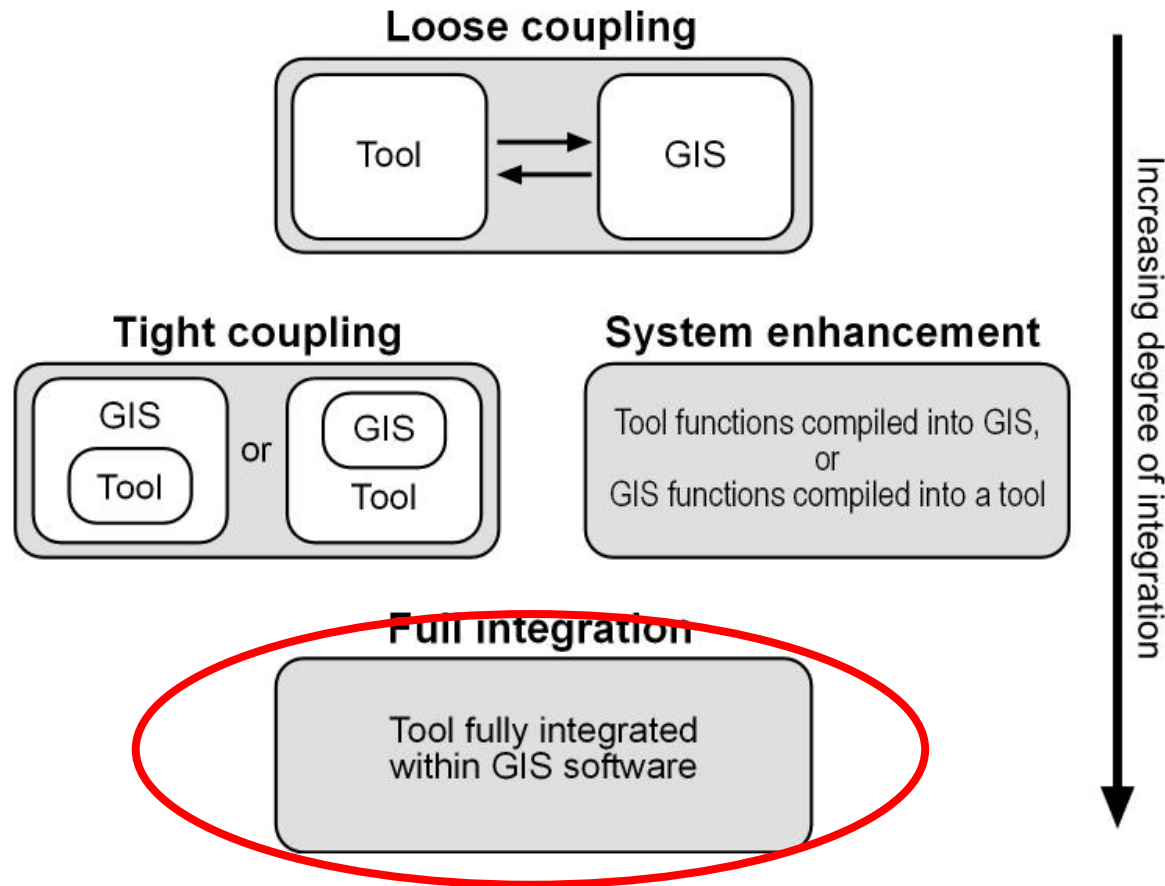 Loose coupling
Tool
GIS
Increasing degree of integration
Tight coupling
GIS
Tool
or
GIS
Tool
System enhancement
Tool functions compiled into GIS,
or
GIS functions compiled into a tool
Full integration
Tool fully integrated
within GIS software